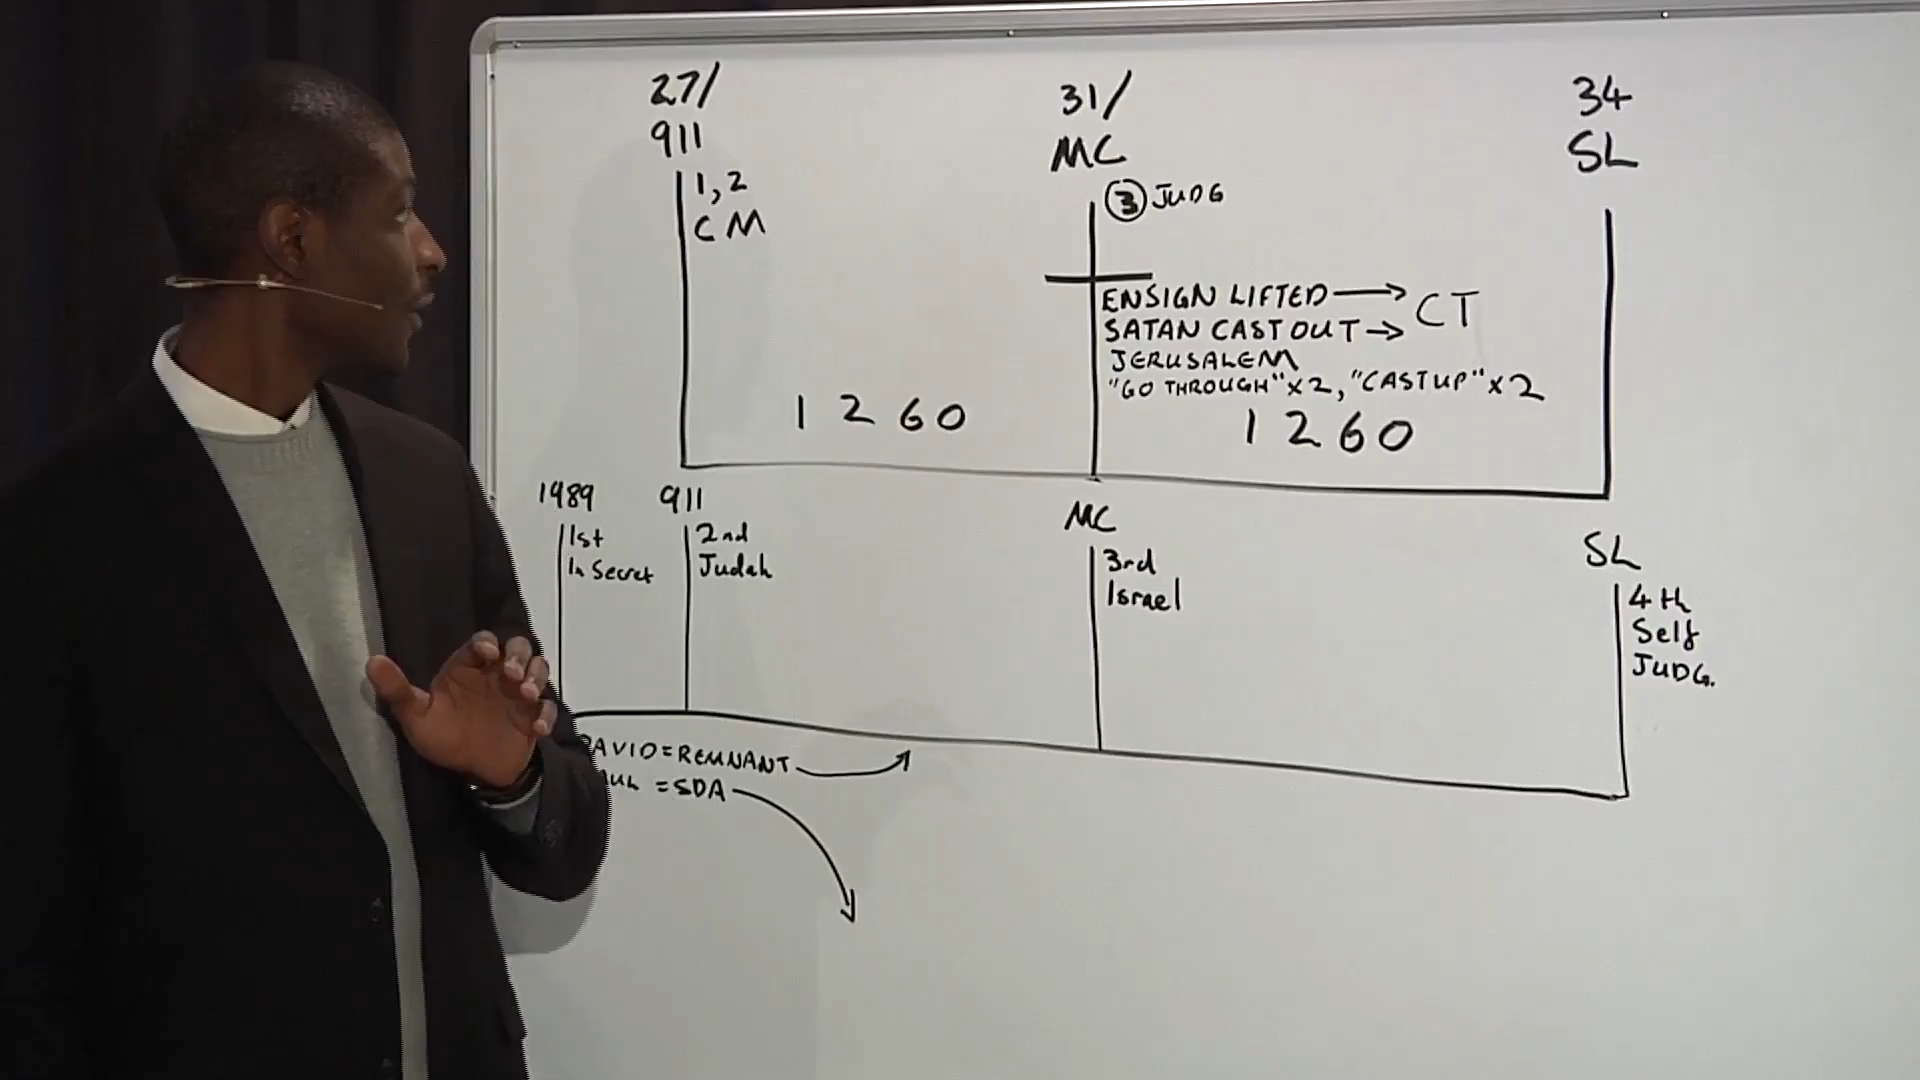 27/
911
1, 2
CM
31/
MC
③ JUDG
34
SL
ENSIGN LIFTED → CT
SATAN CAST OUT →
JERUSALEM
"GO THROUGH" x 2, "CAST UP" x 2
1260
1260
1989
1st
In Secret
911
2nd
Judah
MC
3rd
Israel
SL
4th
Self
JUDG.
= REMNANT
= SDA